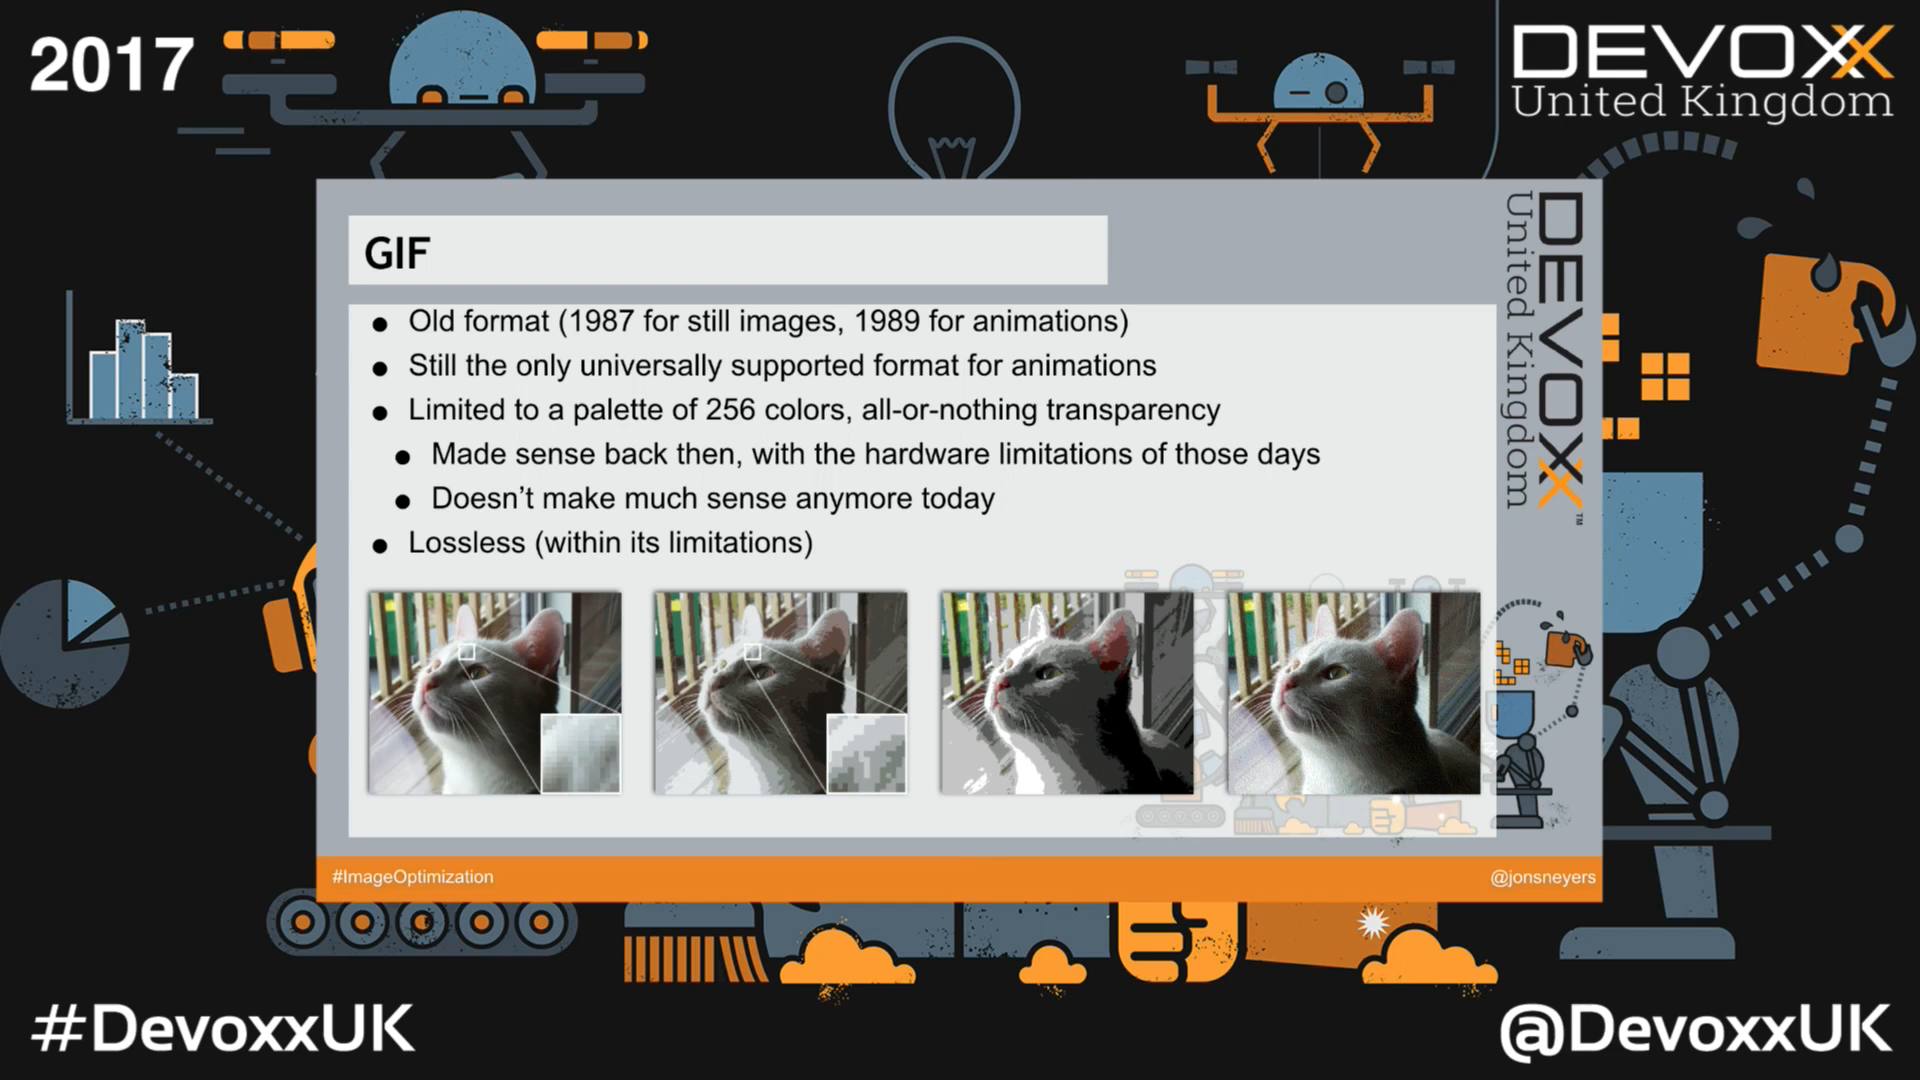 2017
DEVOXX
United Kingdom
GIF
● Old format (1987 for still images, 1989 for animations)
● Still the only universally supported format for animations
● Limited to a palette of 256 colors, all-or-nothing transparency
● Made sense back then, with the hardware limitations of those days
● Doesn’t make much sense anymore today
● Lossless (within its limitations)
DEVOXX™
United Kingdom
#ImageOptimization
@jonsneyers
#DevoxxUK
@DevoxxUK